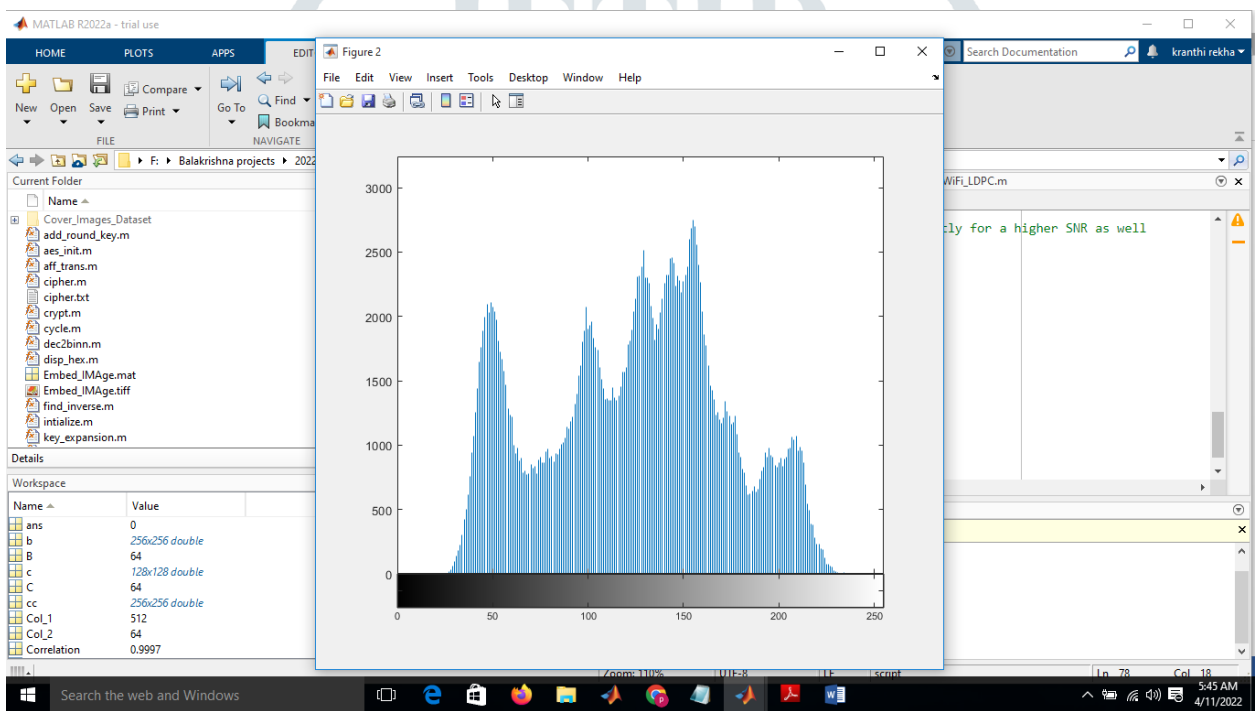 MATLAB R2022a - trial use
HOME PLOTS APPS EDIT
Search Documentation kranthi rekha
New Open Save Compare Print Go To Find Bookma
FILE NAVIGATE
F: Balakrishna projects 2022
Current Folder
Name
Cover_Images_Dataset
add_round_key.m
aes_init.m
aff_trans.m
cipher.m
cipher.txt
crypt.m
cycle.m
dec2binn.m
disp_hex.m
Embed_IMAge.mat
Embed_IMAge.tiff
find_inverse.m
intialize.m
key_expansion.m
Details
Workspace
Name Value
ans 0
b 256x256 double
B 64
c 128x128 double
C 64
cc 256x256 double
Col_1 512
Col_2 64
Correlation 0.9997
Figure 2
File Edit View Insert Tools Desktop Window Help
3000
2500
2000
1500
1000
500
0
0 50 100 150 200 250
WiFi_LDPC.m
tly for a higher SNR as well
Zoom: 110% UTF-8 LF script Ln 78 Col 18
Search the web and Windows
5:45 AM
4/11/2022